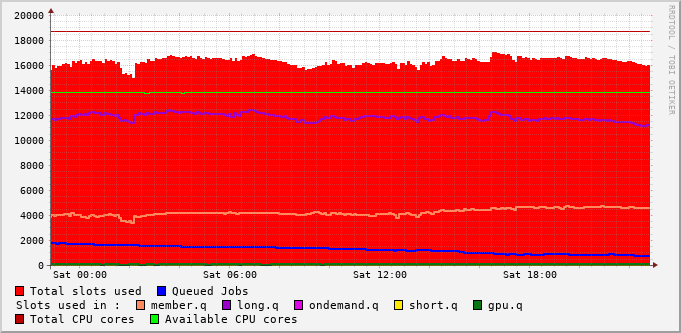 20000
18000
16000
14000
12000
10000
8000
6000
4000
2000
0
Sat 00:00 Sat 06:00 Sat 12:00 Sat 18:00
Total slots used Queued Jobs
Slots used in : member.q long.q ondemand.q short.q gpu.q
Total CPU cores Available CPU cores
RRDTOOL / TOBI OETIKER